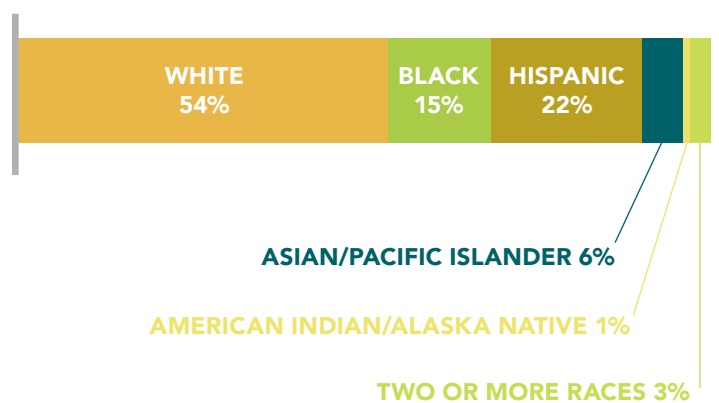 WHITE
54%
BLACK
15%
HISPANIC
22%
ASIAN/PACIFIC ISLANDER 6%
AMERICAN INDIAN/ALASKA NATIVE 1%
TWO OR MORE RACES 3%